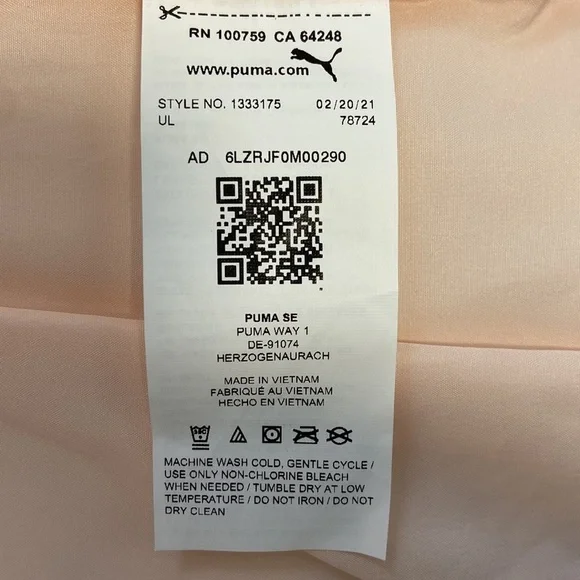 RN 100759 CA 64248
www.puma.com
STYLE NO. 1333175 02/20/21
UL 78724
AD 6LZRJF0M00290
PUMA SE
PUMA WAY 1
DE-91074
HERZOGENAURACH
MADE IN VIETNAM
FABRIQUÉ AU VIETNAM
HECHO EN VIETNAM
MACHINE WASH COLD, GENTLE CYCLE /
USE ONLY NON-CHLORINE BLEACH
WHEN NEEDED / TUMBLE DRY AT LOW
TEMPERATURE / DO NOT IRON / DO NOT
DRY CLEAN